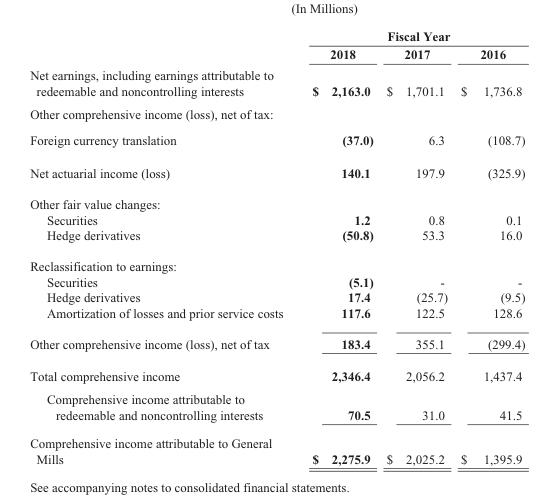 (In Millions)
Fiscal Year
2018 2017 2016
Net earnings, including earnings attributable to
redeemable and noncontrolling interests $ 2,163.0 $ 1,701.1 $ 1,736.8
Other comprehensive income (loss), net of tax:
Foreign currency translation (37.0) 6.3 (108.7)
Net actuarial income (loss) 140.1 197.9 (325.9)
Other fair value changes:
Securities 1.2 0.8 0.1
Hedge derivatives (50.8) 53.3 16.0
Reclassification to earnings:
Securities (5.1) - -
Hedge derivatives 17.4 (25.7) (9.5)
Amortization of losses and prior service costs 117.6 122.5 128.6
Other comprehensive income (loss), net of tax 183.4 355.1 (299.4)
Total comprehensive income 2,346.4 2,056.2 1,437.4
Comprehensive income attributable to
redeemable and noncontrolling interests 70.5 31.0 41.5
Comprehensive income attributable to General
Mills $ 2,275.9 $ 2,025.2 $ 1,395.9
See accompanying notes to consolidated financial statements.